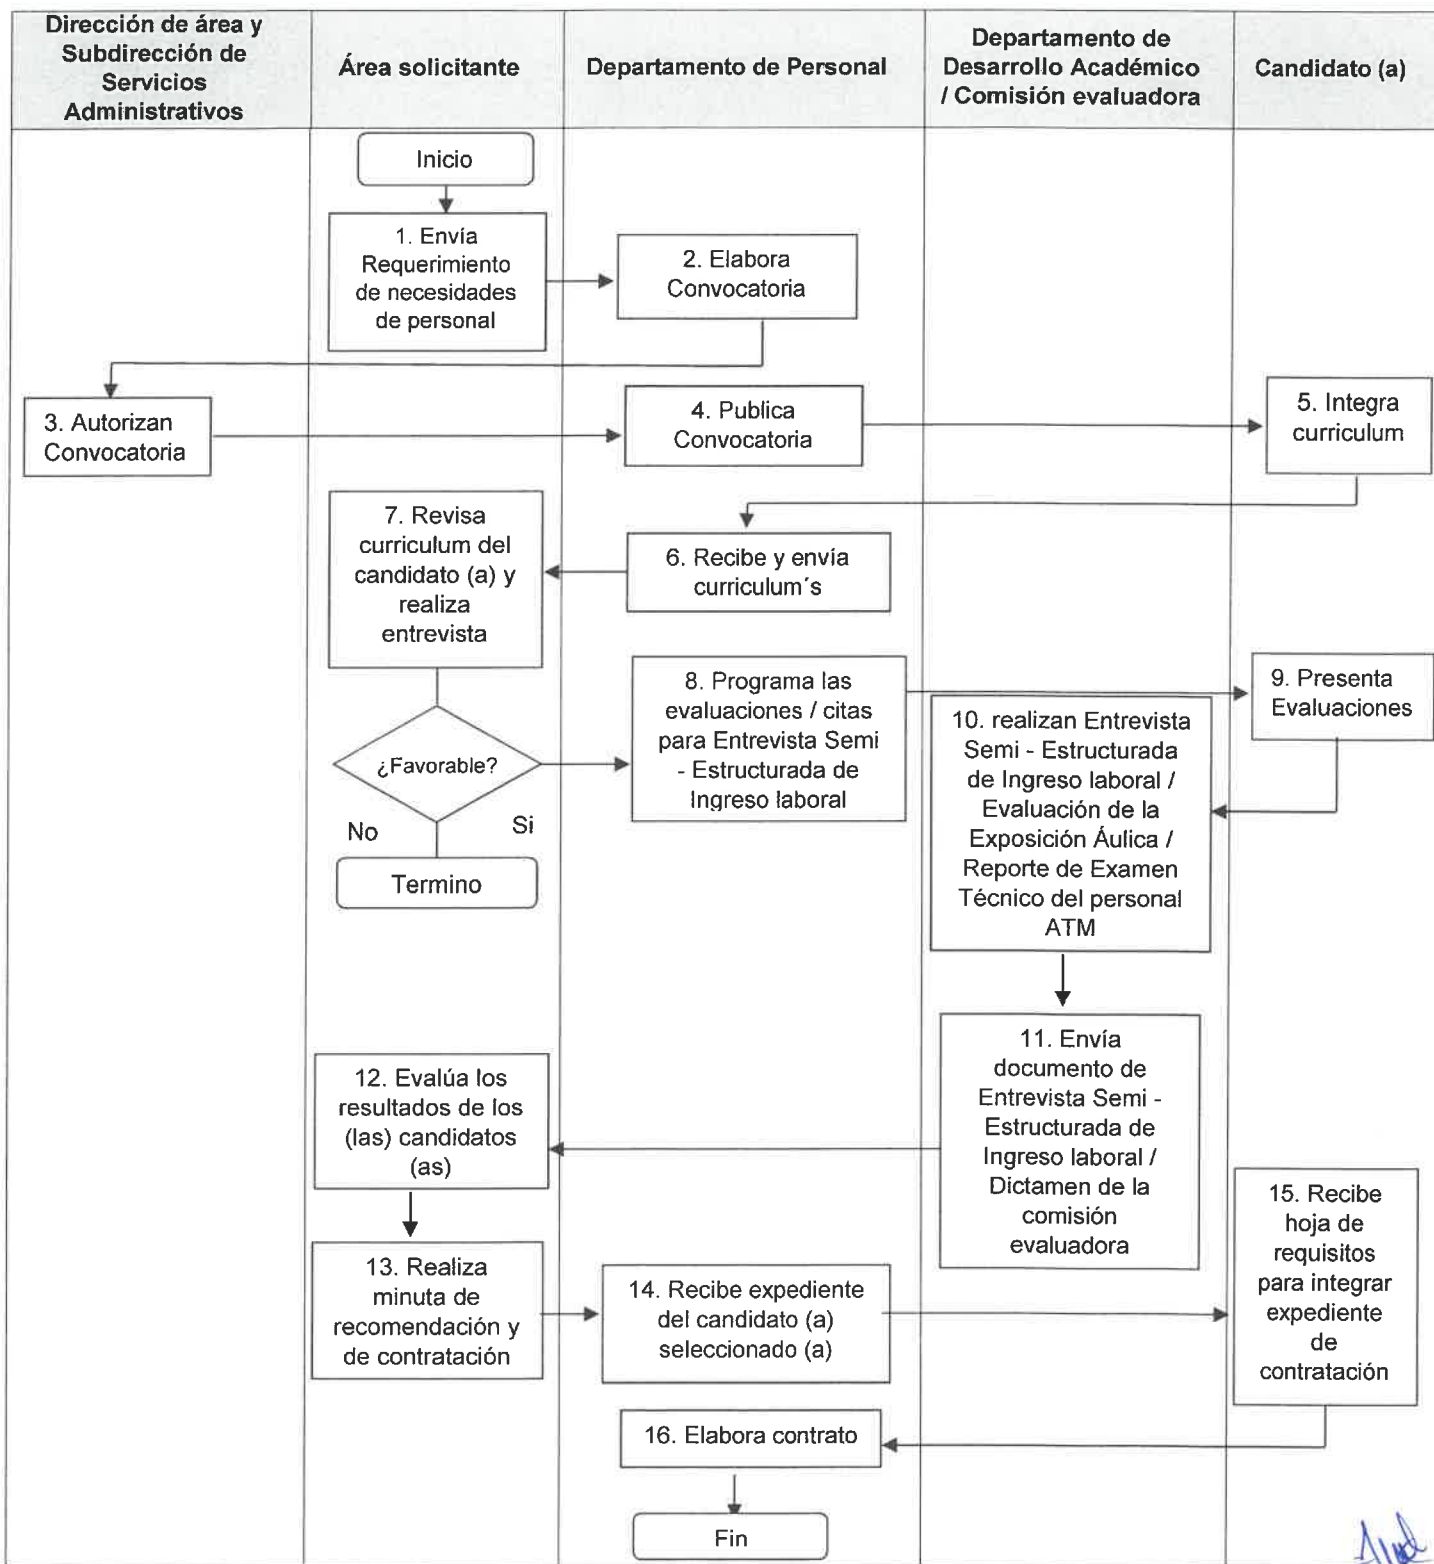 Dirección de área y
Subdirección de
Servicios
Administrativos
Área solicitante
Departamento de Personal
Departamento de
Desarrollo Académico
/ Comisión evaluadora
Candidato (a)
Inicio
1. Envía
Requerimiento
de necesidades
de personal
2. Elabora
Convocatoria
3. Autorizan
Convocatoria
4. Publica
Convocatoria
5. Integra
curriculum
6. Recibe y envía
curriculum´s
7. Revisa
curriculum del
candidato (a) y
realiza
entrevista
¿Favorable?
No
Si
Termino
8. Programa las
evaluaciones / citas
para Entrevista Semi
- Estructurada de
Ingreso laboral
9. Presenta
Evaluaciones
10. realizan Entrevista
Semi - Estructurada
de Ingreso laboral /
Evaluación de la
Exposición Áulica /
Reporte de Examen
Técnico del personal
ATM
11. Envía
documento de
Entrevista Semi -
Estructurada de
Ingreso laboral /
Dictamen de la
comisión
evaluadora
12. Evalúa los
resultados de los
(las) candidatos
(as)
13. Realiza
minuta de
recomendación y
de contratación
14. Recibe expediente
del candidato (a)
seleccionado (a)
15. Recibe
hoja de
requisitos
para integrar
expediente
de
contratación
16. Elabora contrato
Fin